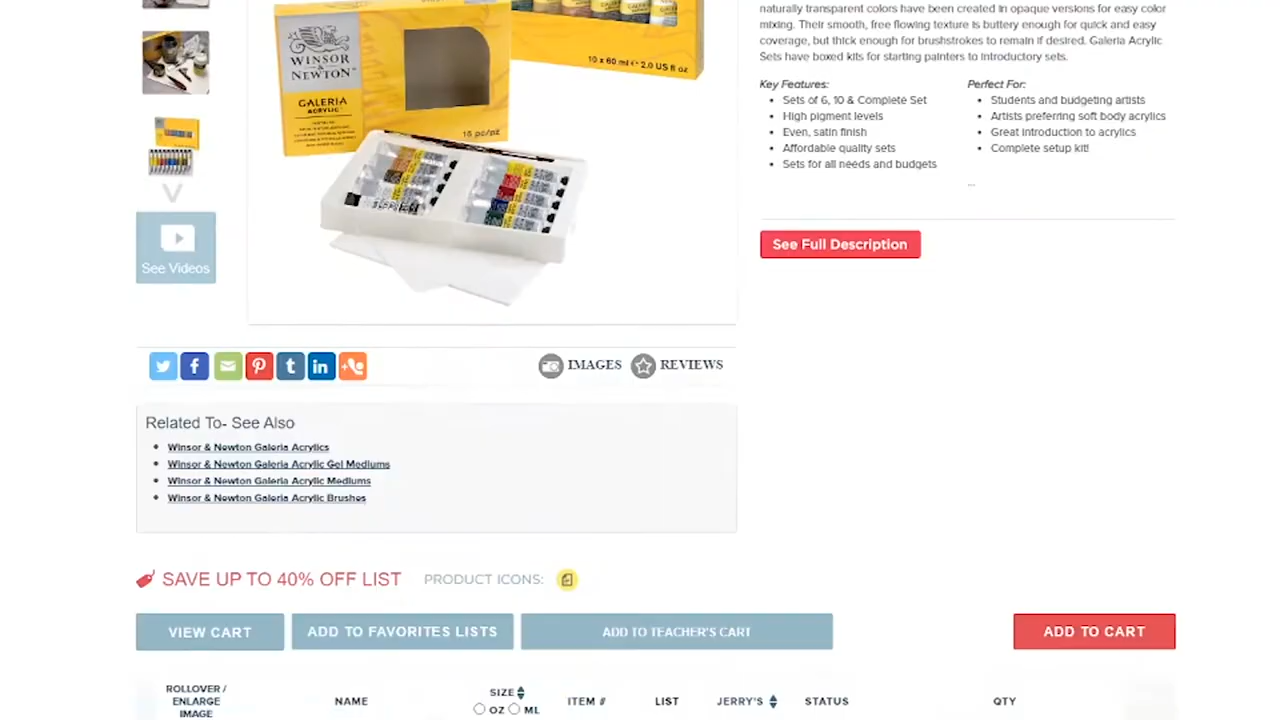 naturally transparent colors have been created in opaque versions for easy color
mixing. Their smooth, free flowing texture is buttery enough for quick and easy
coverage, but thick enough for brushstrokes to remain if desired. Galeria Acrylic
Sets have boxed kits for starting painters to introductory sets.
WINSOR
&
NEWTON™
GALERIA
ACRYLIC
16 pc/pz
10 x 60 ml e 2.0 US fl oz
Key Features:
Sets of 6, 10 & Complete Set
High pigment levels
Even, satin finish
Affordable quality sets
Sets for all needs and budgets
Perfect For:
Students and budgeting artists
Artists preferring soft body acrylics
Great introduction to acrylics
Complete setup kit!
...
See Full Description
See Videos
IMAGES
REVIEWS
Related To- See Also
Winsor & Newton Galeria Acrylics
Winsor & Newton Galeria Acrylic Gel Mediums
Winsor & Newton Galeria Acrylic Mediums
Winsor & Newton Galeria Acrylic Brushes
SAVE UP TO 40% OFF LIST PRODUCT ICONS:
VIEW CART ADD TO FAVORITES LISTS ADD TO TEACHER'S CART ADD TO CART
ROLLOVER /
ENLARGE
IMAGE
NAME
SIZE
OZ ML
ITEM #
LIST
JERRY'S
STATUS
QTY